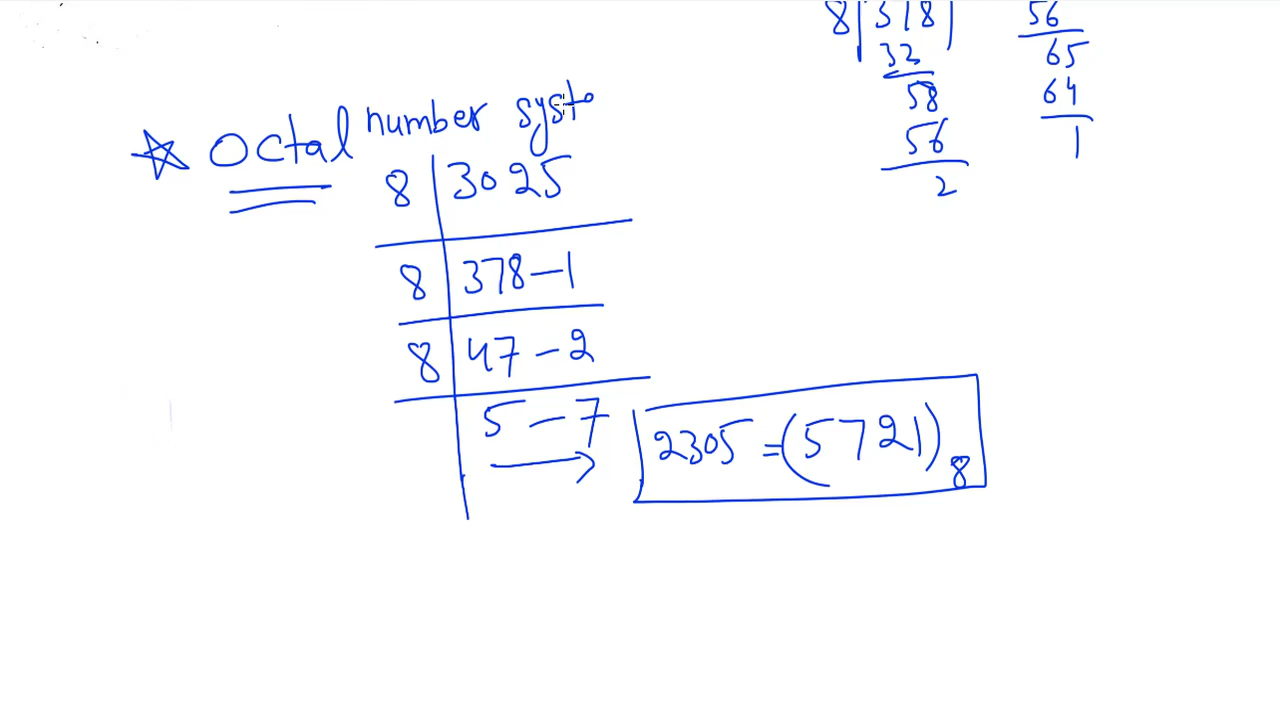 8 | 378
32
58
56
2
56
65
64
1
☆ Octal number syste
8 | 3025
8 | 378 – 1
8 | 47 – 2
5 – 7
→
2305 = (5721)8